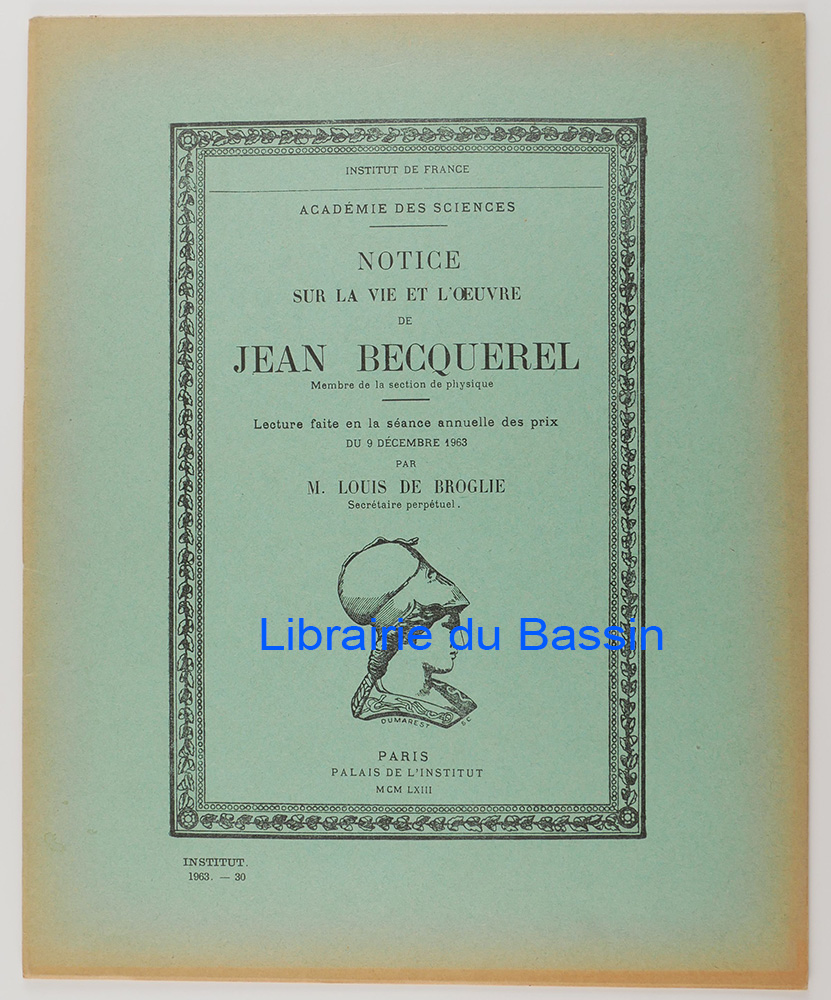 INSTITUT DE FRANCE
ACADÉMIE DES SCIENCES
NOTICE
SUR LA VIE ET L'ŒUVRE
DE
JEAN BECQUEREL
Membre de la section de physique
Lecture faite en la séance annuelle des prix
DU 9 DÉCEMBRE 1963
PAR
M. LOUIS DE BROGLIE
Secrétaire perpétuel.
Librairie du Bassin
DUMAREST SC
PARIS
PALAIS DE L'INSTITUT
MCM LXIII
INSTITUT.
1963. — 30